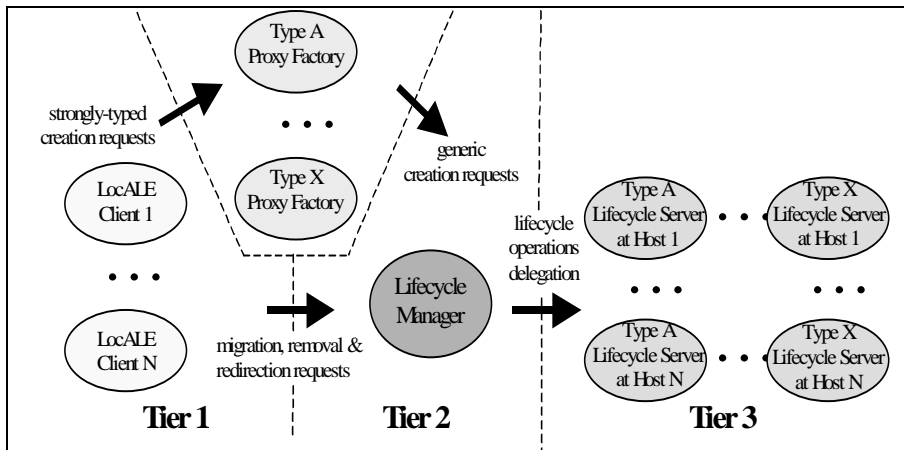 Type A
Proxy Factory
strongly-typed
creation requests
• • •
generic
creation requests
Type X
Proxy Factory
LocALE
Client 1
Type A
Lifecycle Server
at Host 1
• • •
Type X
Lifecycle Server
at Host 1
lifecycle
operations
delegation
• • •
Lifecycle
Manager
• • •
• • •
LocALE
Client N
migration, removal &
redirection requests
Type A
Lifecycle Server
at Host N
• • •
Type X
Lifecycle Server
at Host N
Tier 1
Tier 2
Tier 3